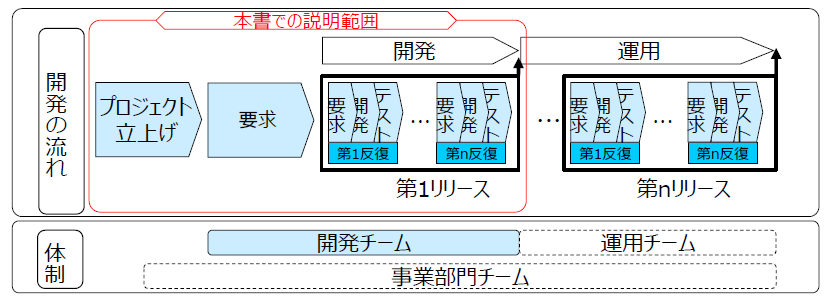 本書での説明範囲
開発の流れ
開発
運用
プロジェクト
立上げ
要求
要求
開発
テスト
第1反復
…
要求
開発
テスト
第n反復
…
要求
開発
テスト
第1反復
…
要求
開発
テスト
第n反復
第1リリース
第nリリース
体制
開発チーム
運用チーム
事業部門チーム